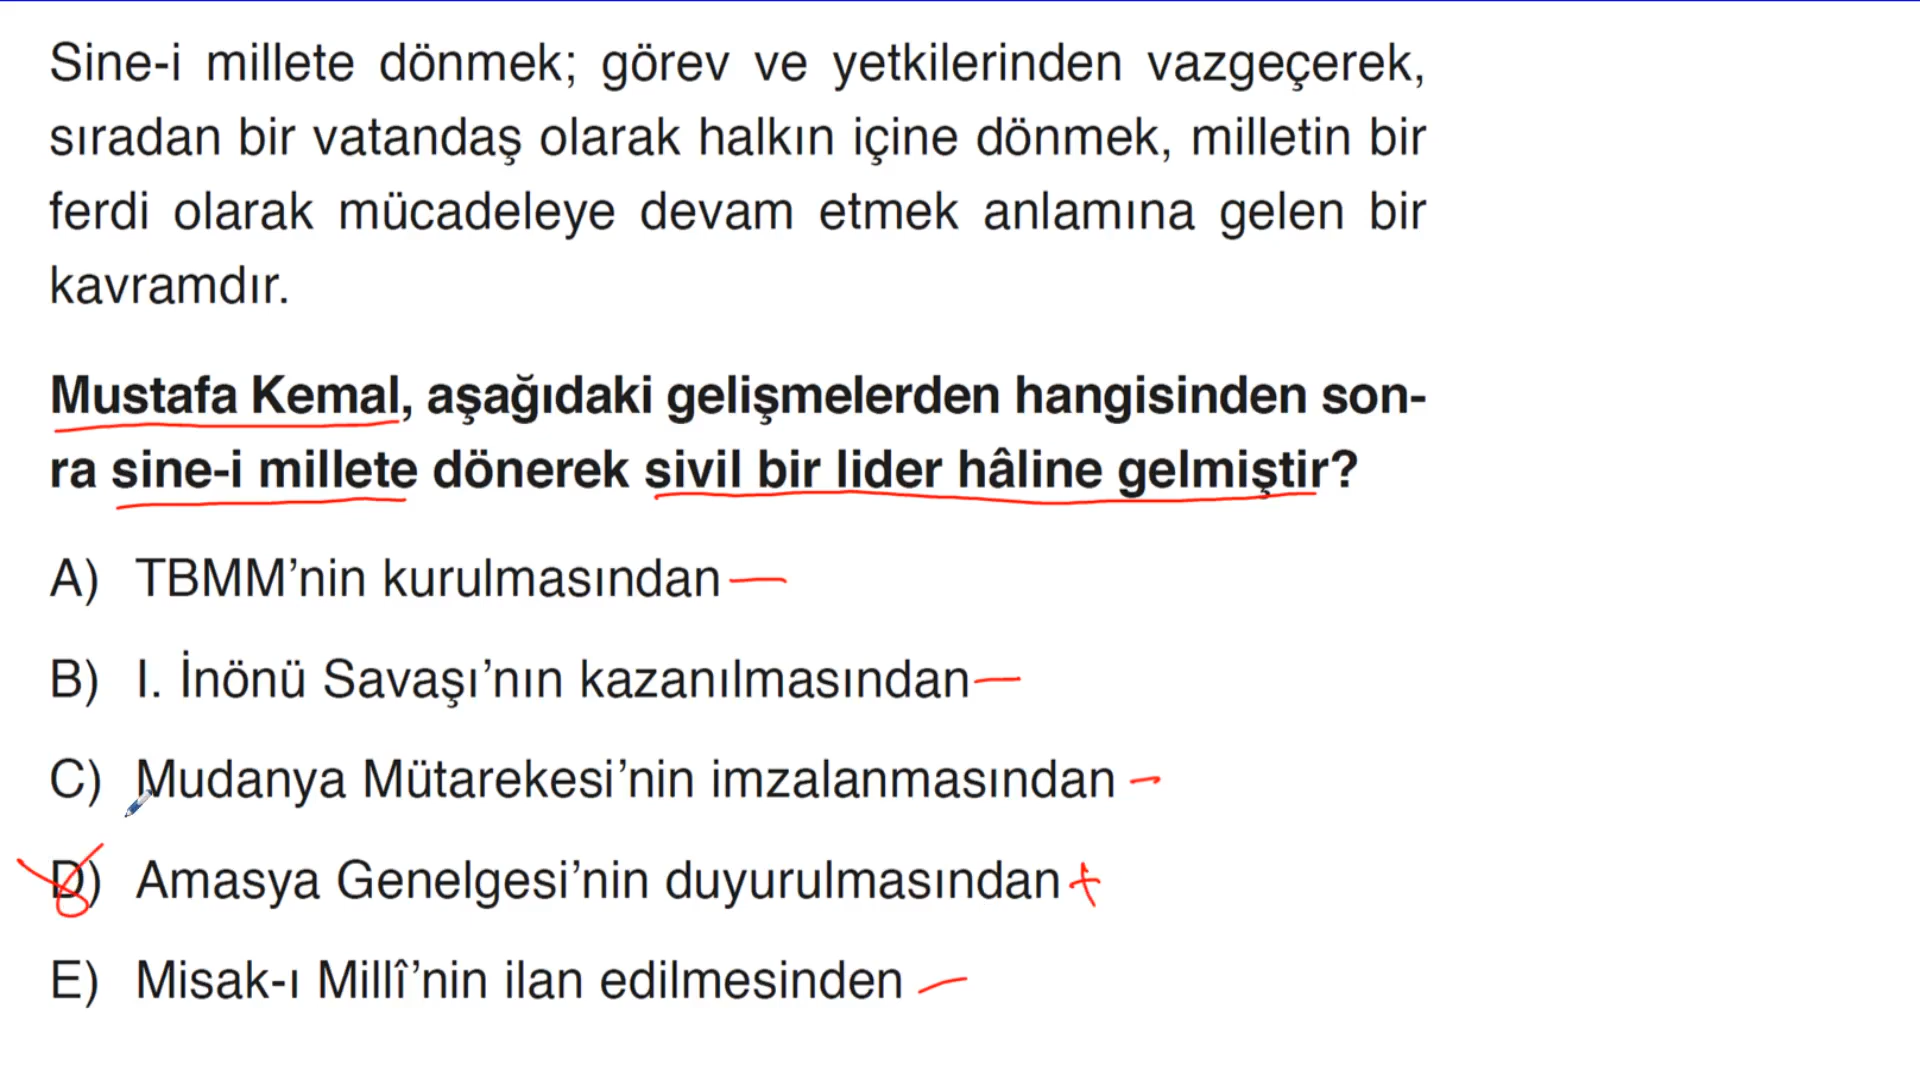 Sine-i millete dönmek; görev ve yetkilerinden vazgeçerek,
sıradan bir vatandaş olarak halkın içine dönmek, milletin bir
ferdi olarak mücadeleye devam etmek anlamına gelen bir
kavramdır.
Mustafa Kemal, aşağıdaki gelişmelerden hangisinden son-
ra sine-i millete dönerek sivil bir lider hâline gelmiştir?
A) TBMM’nin kurulmasından
B) I. İnönü Savaşı’nın kazanılmasından
C) Mudanya Mütarekesi’nin imzalanmasından
D) Amasya Genelgesi’nin duyurulmasından +
E) Misak-ı Millî’nin ilan edilmesinden